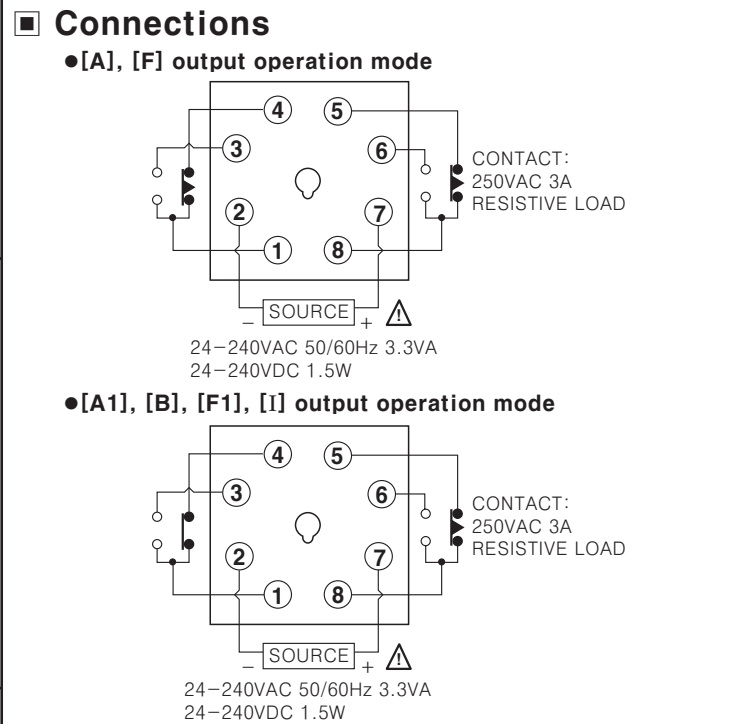 Connections
●[A], [F] output operation mode
4 5
3 6
2 7
1 8
CONTACT:
250VAC 3A
RESISTIVE LOAD
− SOURCE +
24−240VAC 50/60Hz 3.3VA
24−240VDC 1.5W
●[A1], [B], [F1], [I] output operation mode
4 5
3 6
2 7
1 8
CONTACT:
250VAC 3A
RESISTIVE LOAD
− SOURCE +
24−240VAC 50/60Hz 3.3VA
24−240VDC 1.5W